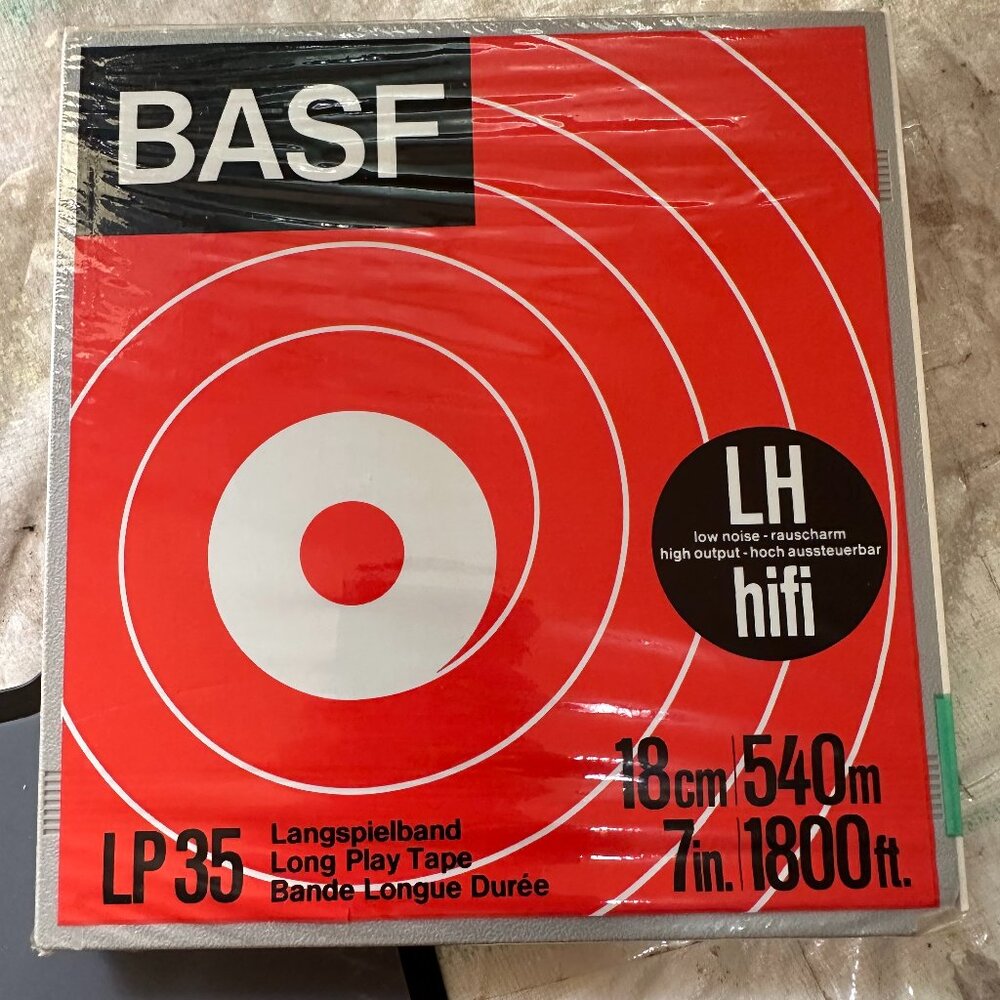 BASF
LH
low noise - rauscharm
high output - hoch aussteuerbar
hifi
18cm | 540m
7in. | 1800ft.
LP 35
Langspielband
Long Play Tape
Bande Longue Durée